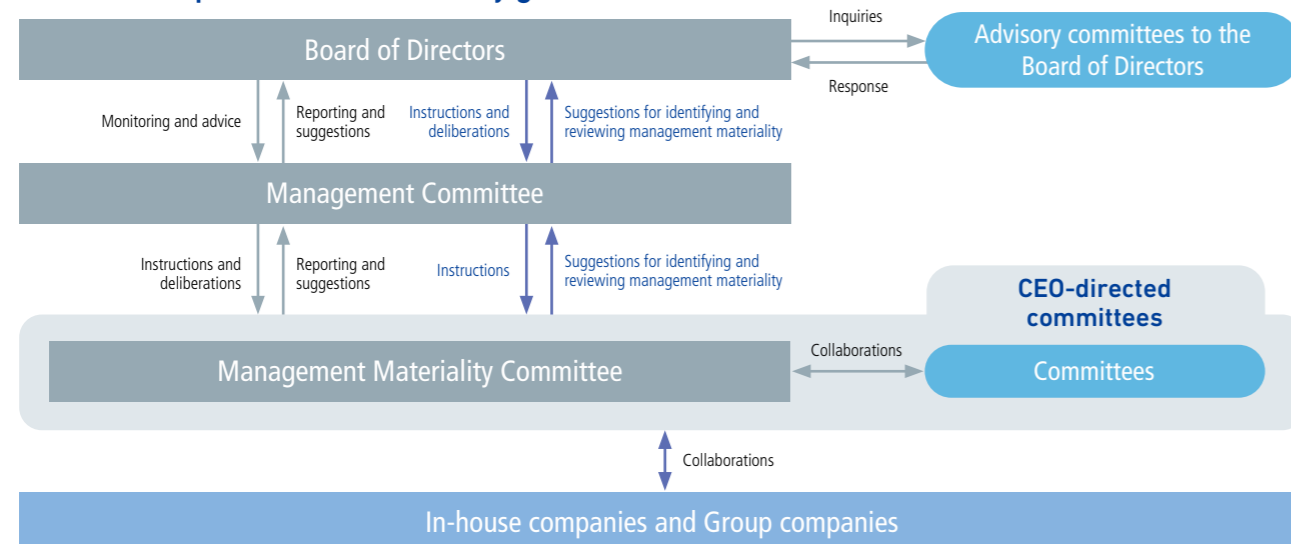 Inquiries
Board of Directors
Advisory committees to the
Board of Directors
Response
Monitoring and advice
Reporting and
suggestions
Instructions and
deliberations
Suggestions for identifying and
reviewing management materiality
Management Committee
Instructions and
deliberations
Reporting and
suggestions
Instructions
Suggestions for identifying and
reviewing management materiality
CEO-directed
committees
Management Materiality Committee
Collaborations
Committees
Collaborations
In-house companies and Group companies